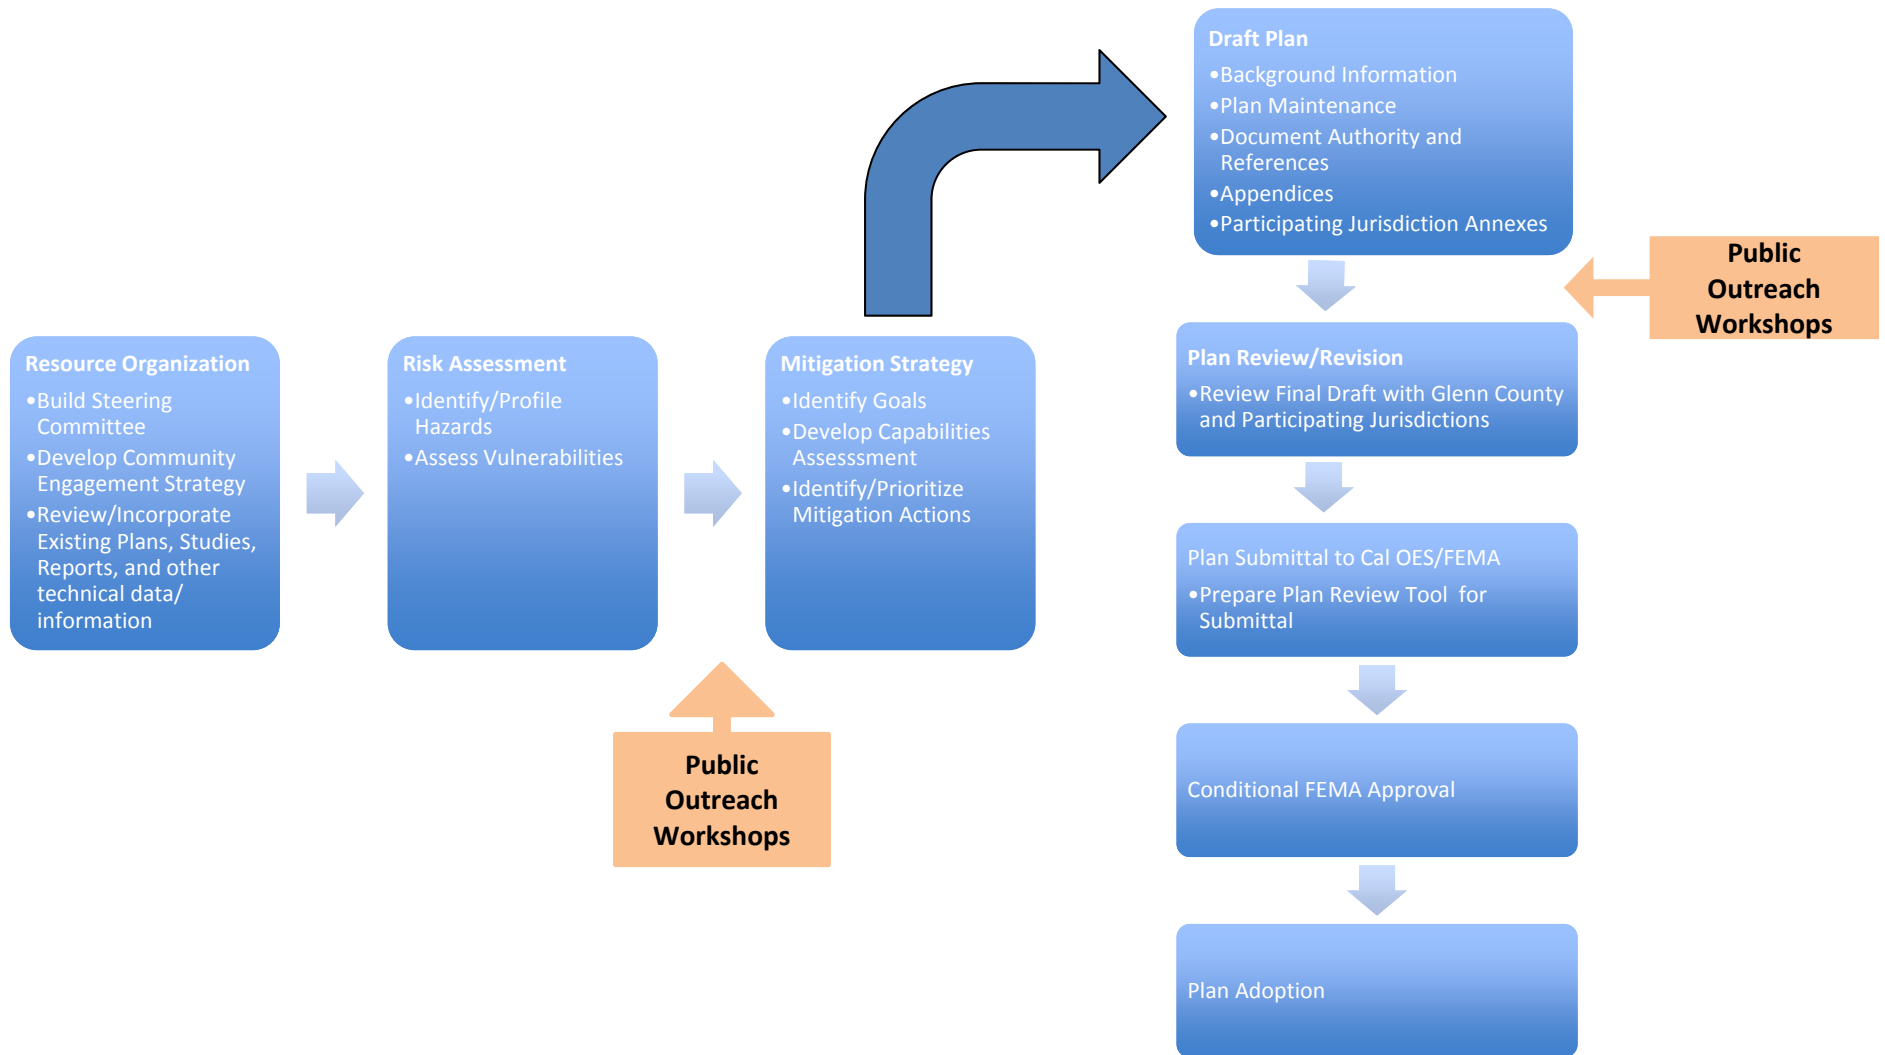 Resource Organization
•Build Steering
Committee
•Develop Community
Engagement Strategy
•Review/Incorporate
Existing Plans, Studies,
Reports, and other
technical data/
information
Risk Assessment
•Identify/Profile
Hazards
•Assess Vulnerabilities
Mitigation Strategy
•Identify Goals
•Develop Capabilities
Assesssment
•Identify/Prioritize
Mitigation Actions
Public
Outreach
Workshops
Draft Plan
•Background Information
•Plan Maintenance
•Document Authority and
References
•Appendices
•Participating Jurisdiction Annexes
Public
Outreach
Workshops
Plan Review/Revision
•Review Final Draft with Glenn County
and Participating Jurisdictions
Plan Submittal to Cal OES/FEMA
•Prepare Plan Review Tool  for
Submittal
Conditional FEMA Approval
Plan Adoption